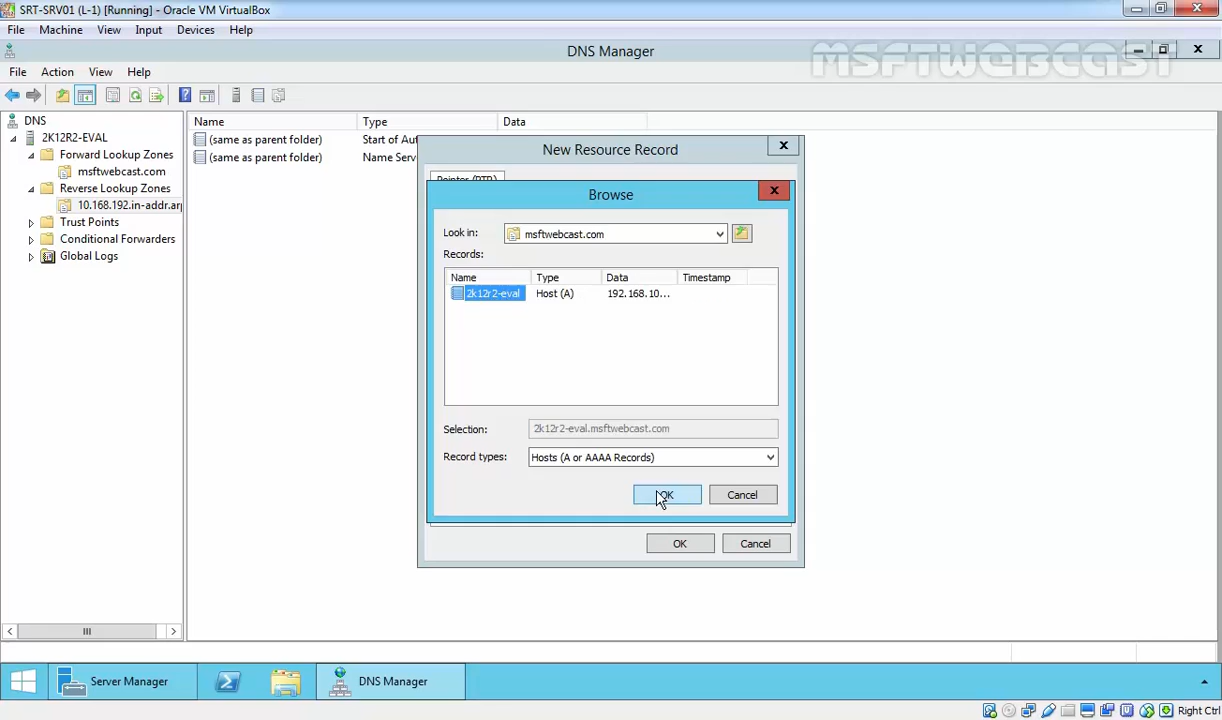 SRT-SRV01 (L-1) [Running] - Oracle VM VirtualBox
File Machine View Input Devices Help
DNS Manager
MSFTWEBCAST
File Action View Help
DNS
2K12R2-EVAL
Forward Lookup Zones
msftwebcast.com
Reverse Lookup Zones
10.168.192.in-addr.arp
Trust Points
Conditional Forwarders
Global Logs
Name Type Data
(same as parent folder) Start of Aut
(same as parent folder) Name Serv
New Resource Record
Pointer (PTR)
Browse
Look in: msftwebcast.com
Records:
Name Type Data Timestamp
2k12r2-eval Host (A) 192.168.10...
Selection: 2k12r2-eval.msftwebcast.com
Record types: Hosts (A or AAAA Records)
OK Cancel
OK Cancel
Server Manager
DNS Manager
Right Ctrl